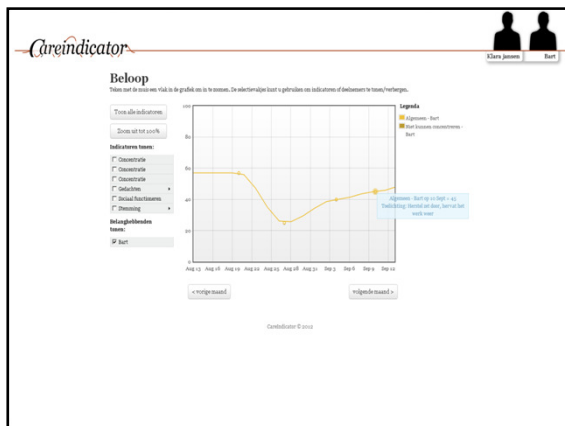 Careindicator
Klara jansen
Bart
Beloop
Teken met de muis een vlak in de grafiek om in te zoomen. De selectievakjes kunt u gebruiken om indicatoren of deelnemers te tonen/verbergen.
Toon alle indicatoren
Zoom uit tot 100%
Indicatoren tonen:
Concentratie
Concentratie
Concentratie
Gedachten
Sociaal functioneren
Stemming
Belanghebbenden
tonen:
Bart
100
80
60
40
20
0
Aug 13 Aug 16 Aug 19 Aug 22 Aug 25 Aug 28 Aug 31 Sep 3 Sep 6 Sep 9 Sep 12
Legenda
Algemeen - Bart
Niet kunnen concentreren -
Bart
Algemeen - Bart op 10 Sept = 45
Toelichting: herstel zet door, hervat het
werk weer
< vorige maand
volgende maand >
Careindicator © 2012